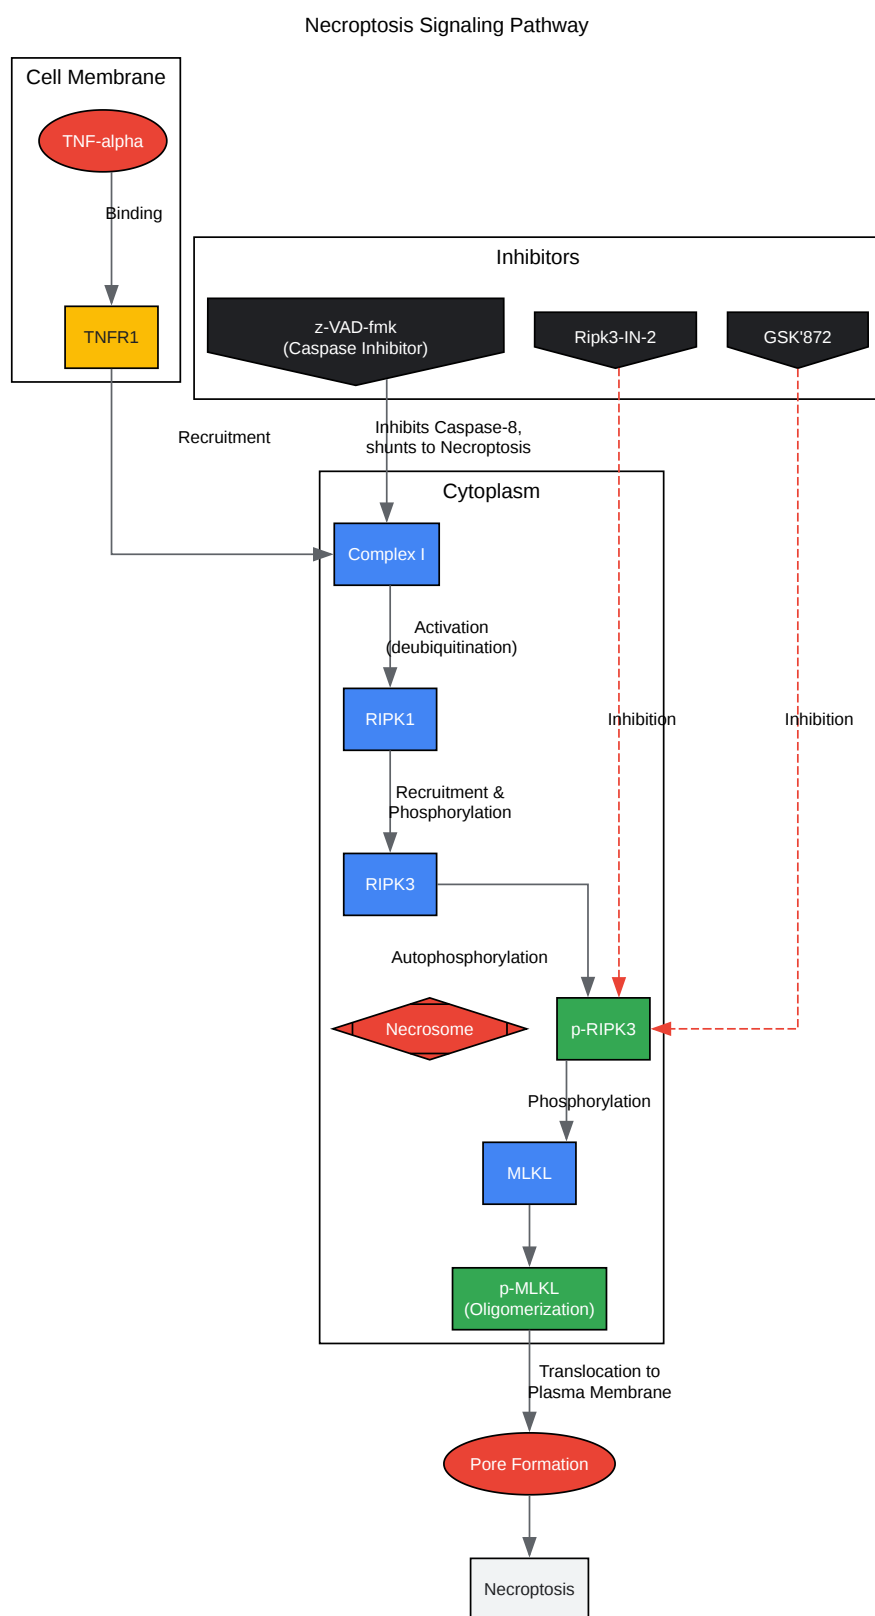 Necroptosis Signaling Pathway
Cell Membrane
TNF-alpha
Binding
TNFR1
Inhibitors
z-VAD-fmk
(Caspase Inhibitor)
Ripk3-IN-2
GSK'872
Recruitment
Inhibits Caspase-8,
shunts to Necroptosis
Cytoplasm
Complex I
Activation
(deubiquitination)
RIPK1
Inhibition
Inhibition
Recruitment &
Phosphorylation
RIPK3
Autophosphorylation
Necrosome
p-RIPK3
Phosphorylation
MLKL
p-MLKL
(Oligomerization)
Translocation to
Plasma Membrane
Pore Formation
Necroptosis